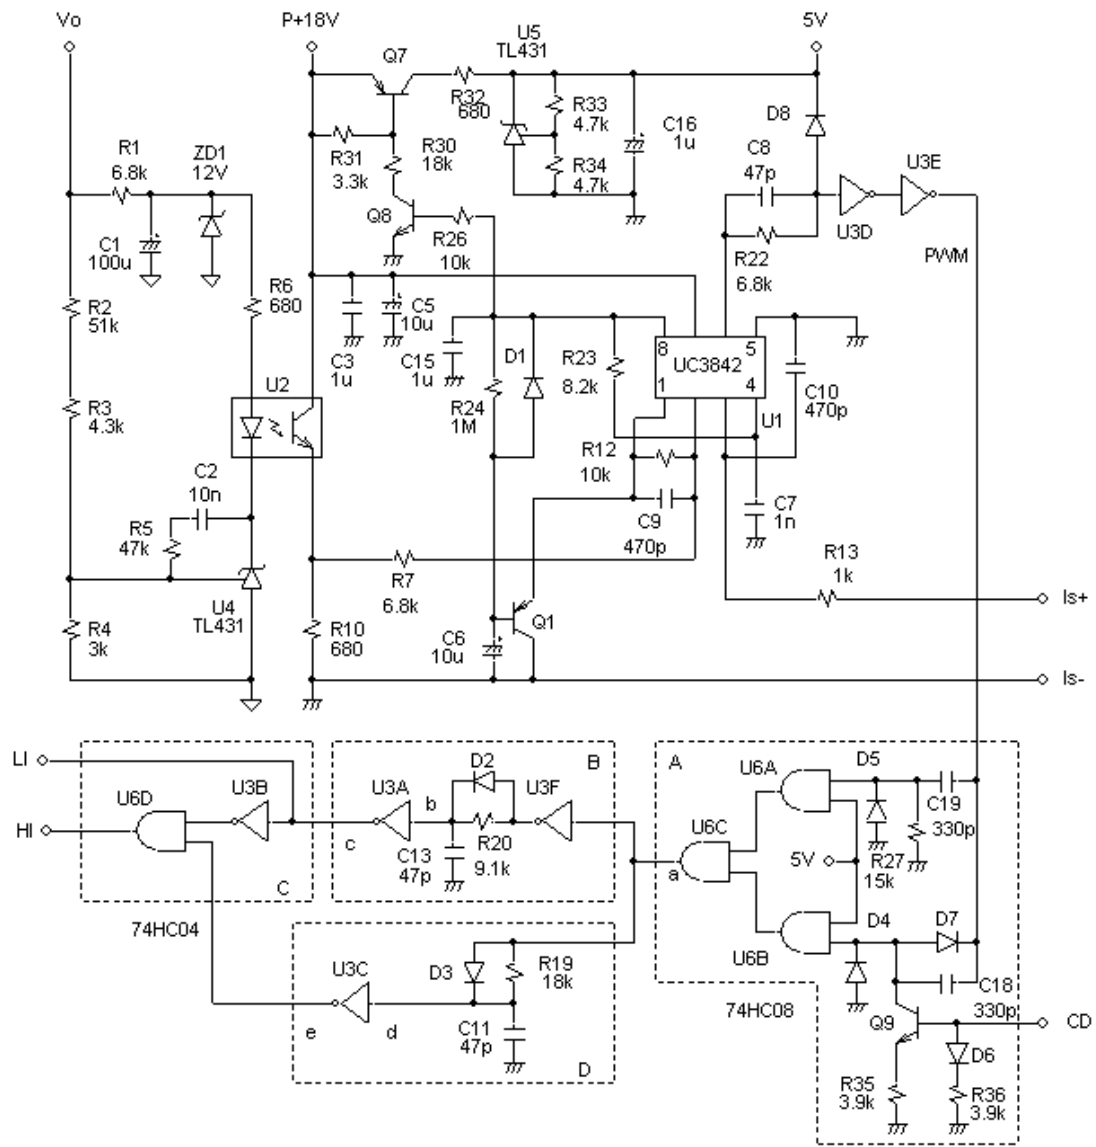 Vo
P+18V
5V
U5
TL431
Q7
R32
680
R33
4.7k
C16
1u
D8
R1
6.8k
ZD1
12V
R31
3.3k
R30
18k
R34
4.7k
C8
47p
U3E
C1
100u
Q8
R26
10k
U3D
R22
6.8k
PWM
R2
51k
R6
680
C5
10u
C3
1u
C15
1u
D1
R23
8.2k
8
5
UC3842
1
4
C10
470p
U2
R3
4.3k
R24
1M
U1
R12
10k
C2
10n
C9
470p
C7
1n
R5
47k
R13
1k
R7
6.8k
Is+
U4
TL431
R4
3k
R10
680
C6
10u
Q1
Is-
LI
U3B
U6D
HI
C
D2
B
U3A
b
U3F
c
R20
9.1k
C13
47p
A
D5
U6A
C19
330p
U6C
5V
R27
15k
a
74HC04
D4
D7
U6B
U3C
D3
R19
18k
C18
330p
e
d
C11
47p
D
74HC08
Q9
CD
D6
R35
3.9k
R36
3.9k